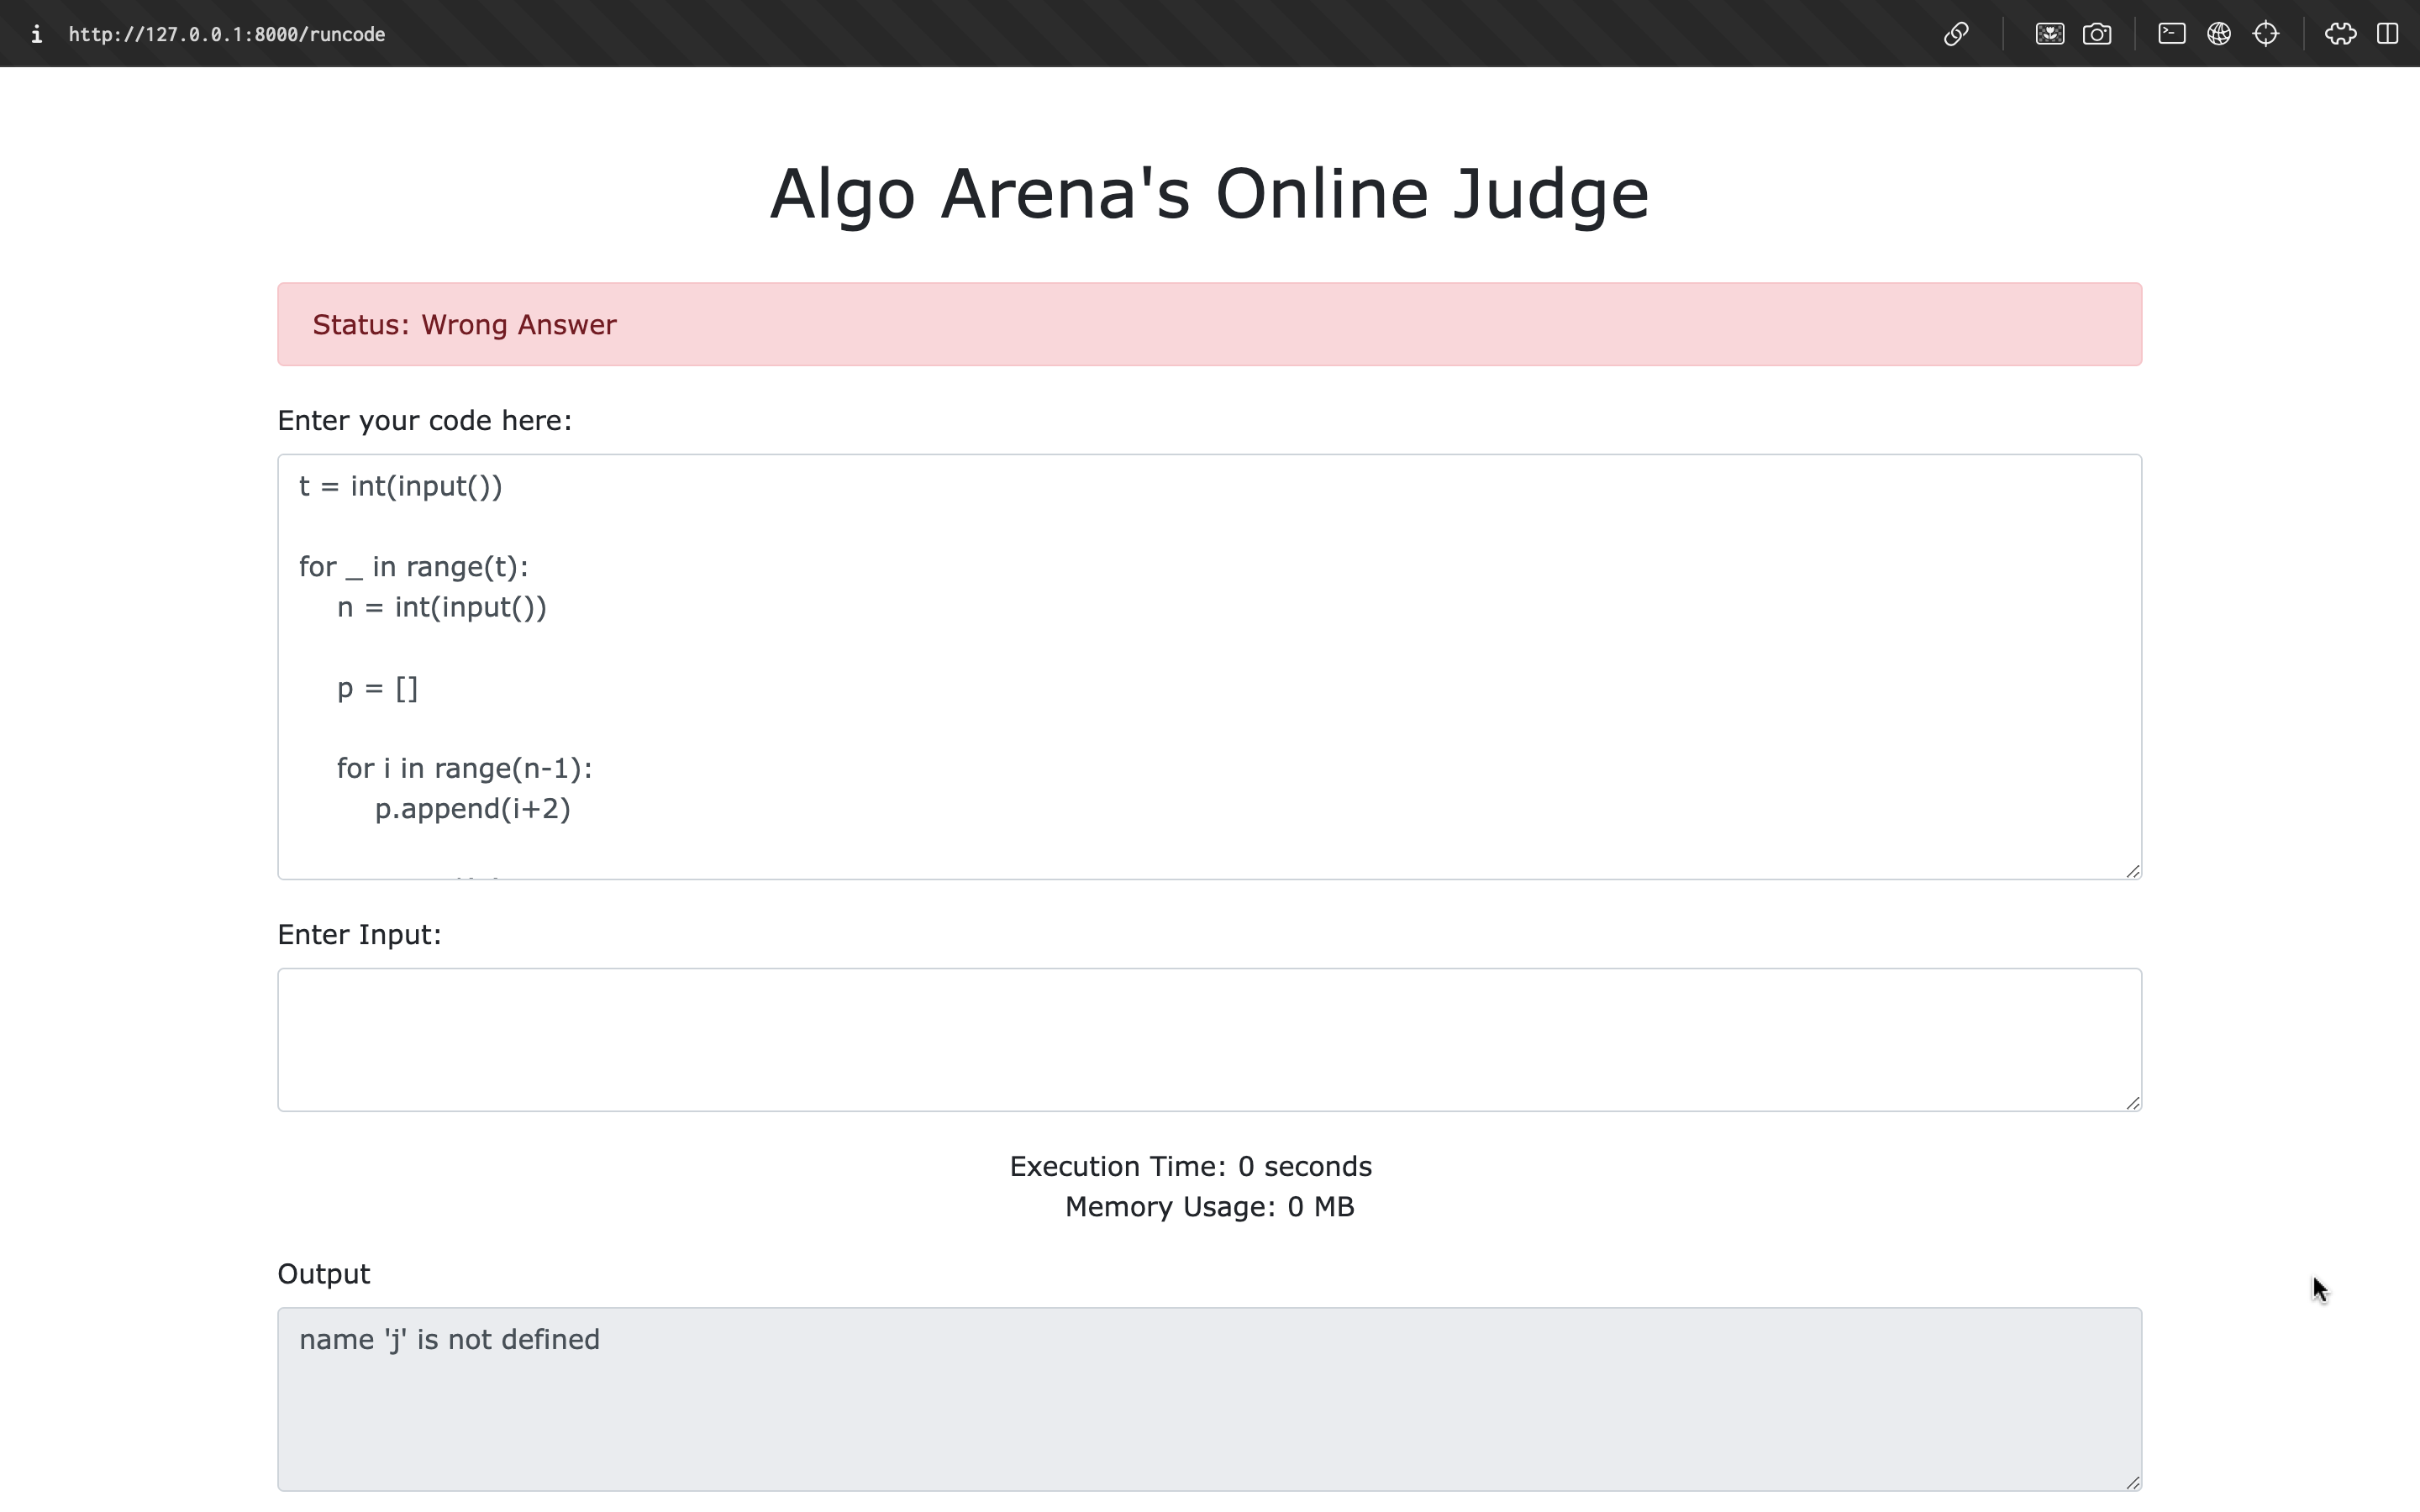 i http://127.0.0.1:8000/runcode
Algo Arena's Online Judge
Status: Wrong Answer
Enter your code here:
t = int(input())
for _ in range(t):
n = int(input())
p = []
for i in range(n-1):
p.append(i+2)
Enter Input:
Execution Time: 0 seconds
Memory Usage: 0 MB
Output
name 'j' is not defined